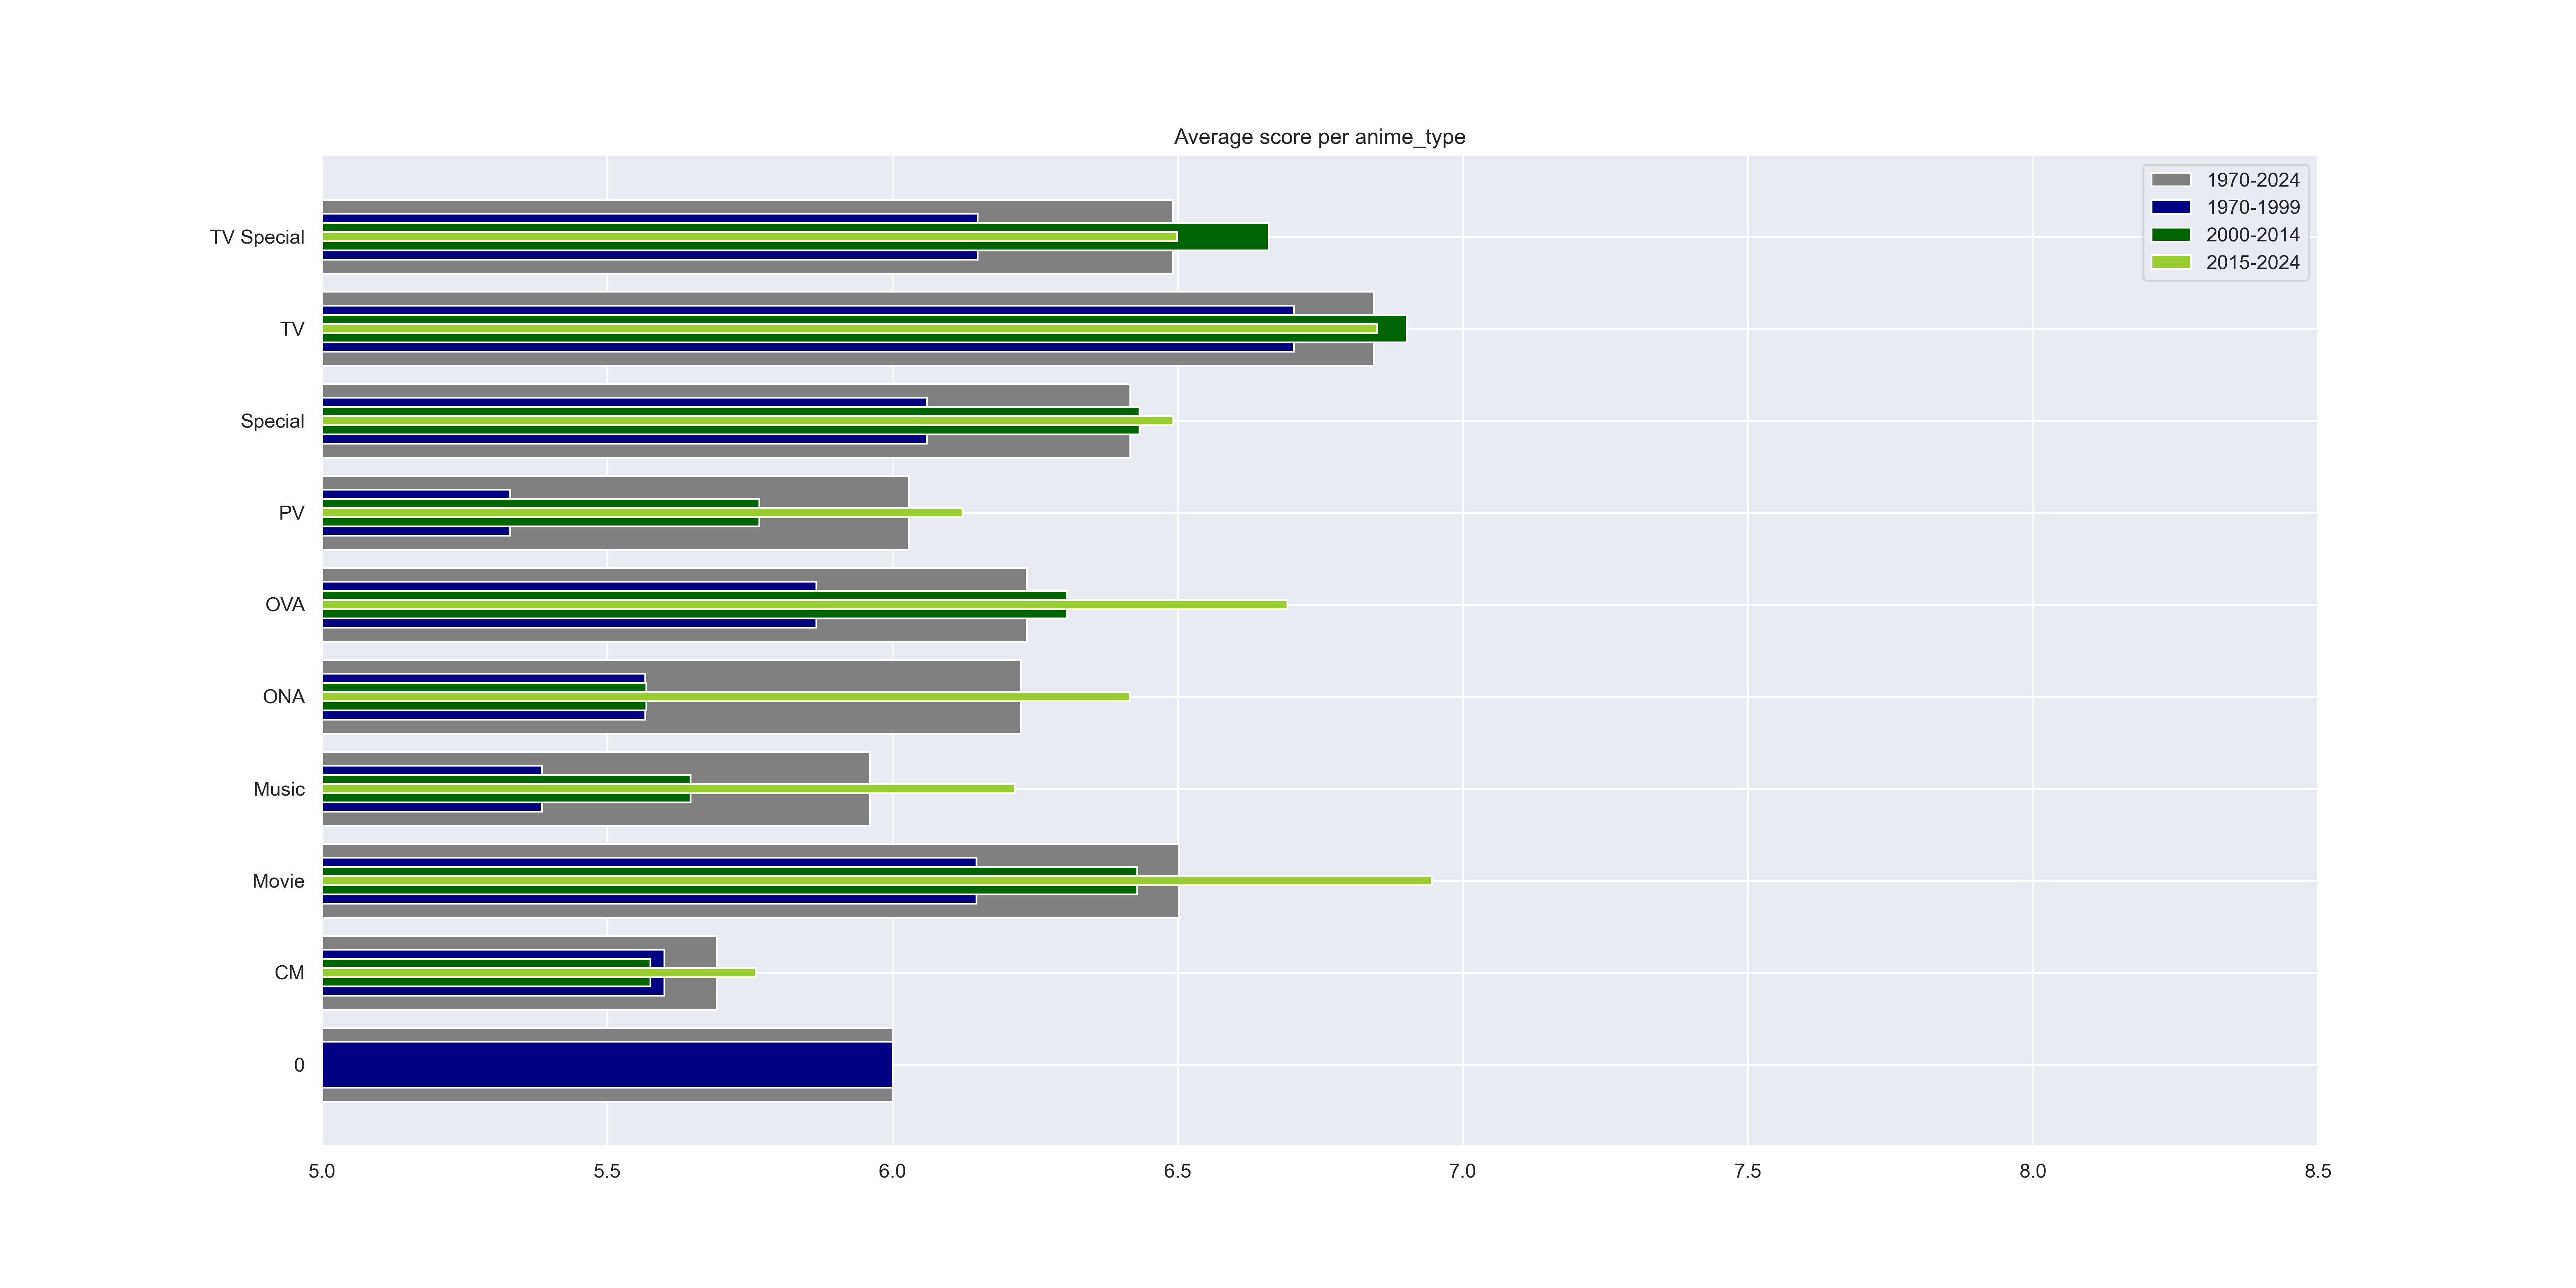 Average score per anime_type
1970-2024
1970-1999
2000-2014
2015-2024
TV Special
TV
Special
PV
OVA
ONA
Music
Movie
CM
0
5.0 5.5 6.0 6.5 7.0 7.5 8.0 8.5